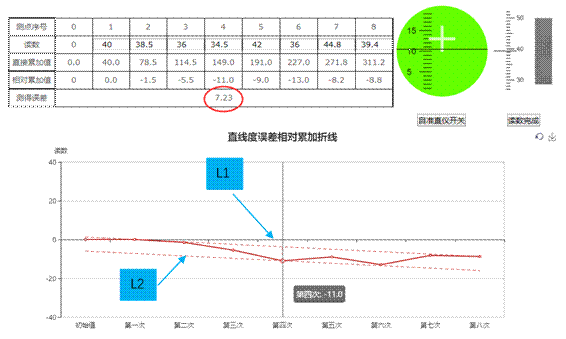 测点序号 0 1 2 3 4 5 6 7 8
读数 0 40 38.5 36 34.5 42 36 44.8 39.4
直接累加值 0.0 40.0 78.5 114.5 149.0 191.0 227.0 271.8 311.2
相对累加值 0 0.0 -1.5 -5.5 -11.0 -9.0 -13.0 -8.2 -8.8
测得误差 7.23
15
10
5
50
40
30
自准直仪开关 读数完成
直线度误差相对累加折线
读数
40
20
0
-20
-40
L1
L2
第四次: -11.0
初始值 第一次 第二次 第三次 第四次 第五次 第六次 第七次 第八次